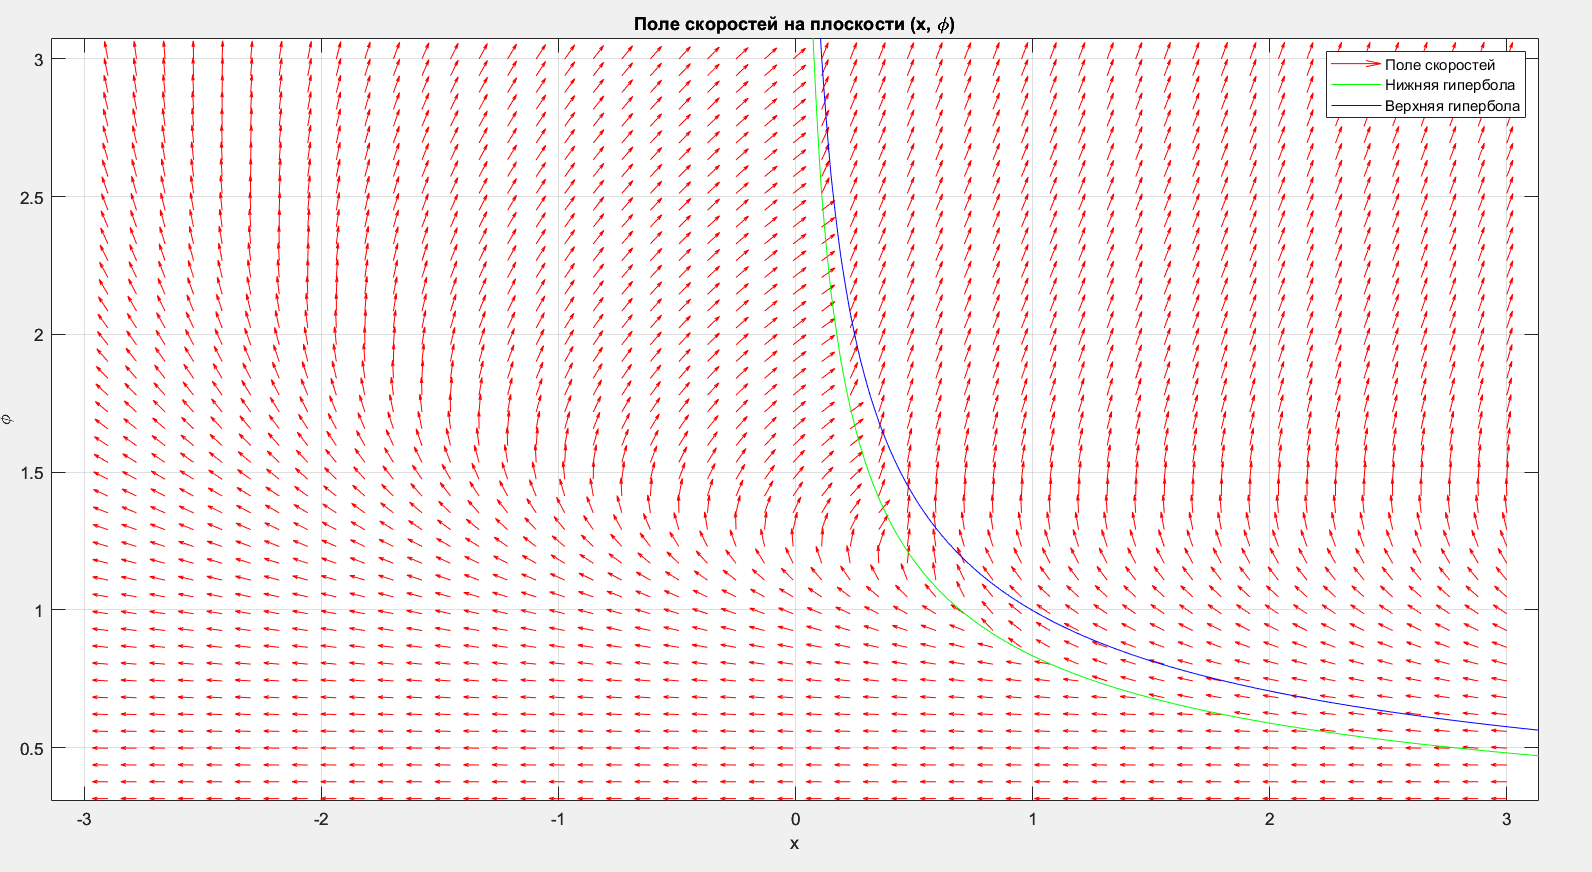 Поле скоростей на плоскости (x, ϕ)
Поле скоростей
Нижняя гипербола
Верхняя гипербола
3
2.5
2
1.5
1
0.5
ϕ
-3
-2
-1
0
1
2
3
x